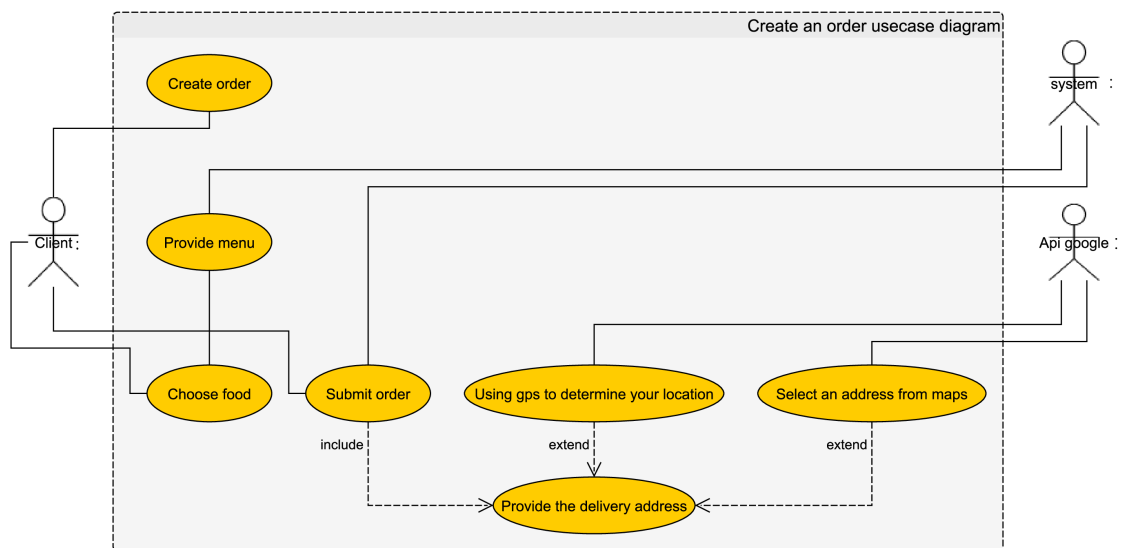 Create an order usecase diagram
Create order
system :
Client :
Provide menu
Api google :
Choose food
Submit order
Using gps to determine your location
Select an address from maps
include
extend
extend
Provide the delivery address